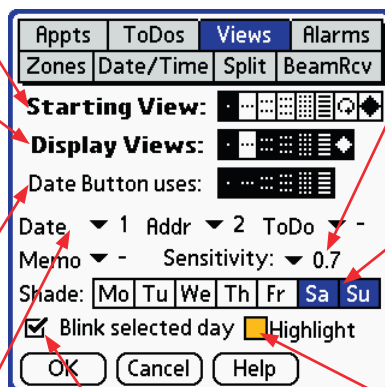 Appts ToDos Views Alarms
Zones Date/Time Split BeamRcv
Starting View:
Display Views:
Date Button uses:
Date 1 Addr 2 ToDo -
Memo - Sensitivity: 0.7
Shade: Mo Tu We Th Fr Sa Su
Blink selected day Highlight
OK Cancel Help